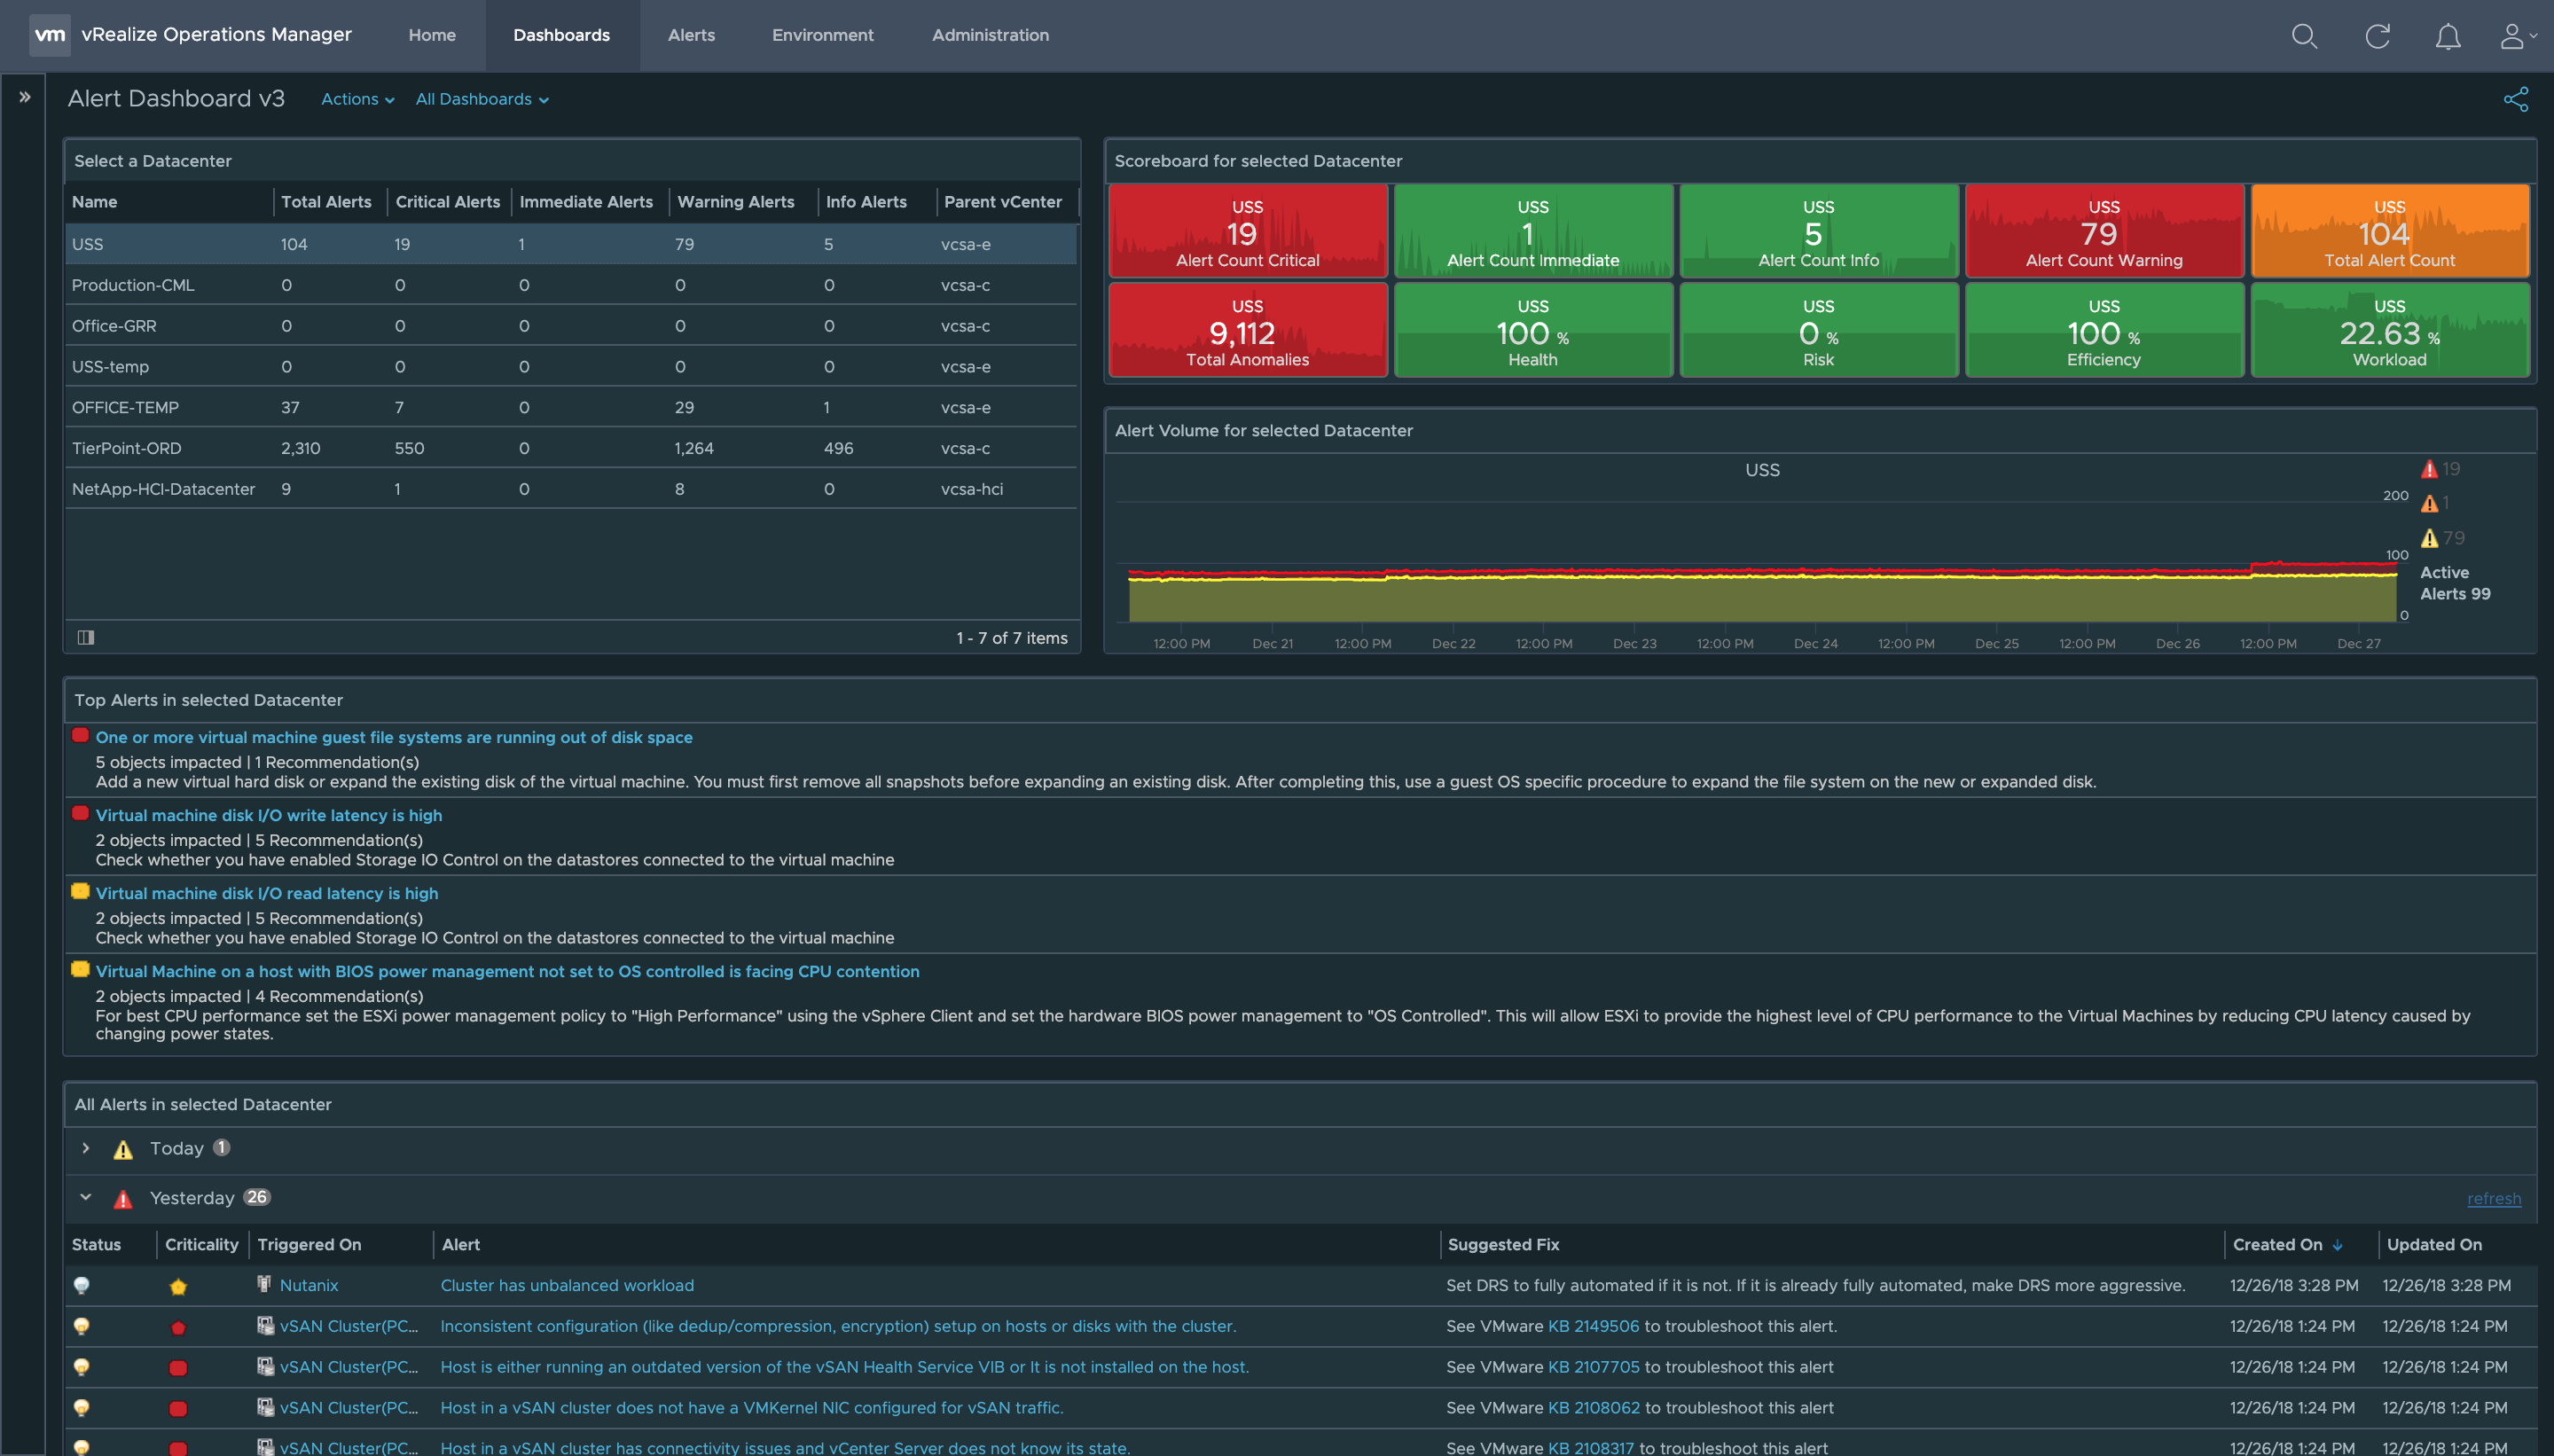 vm vRealize Operations Manager Home Dashboards Alerts Environment Administration
Alert Dashboard v3 Actions All Dashboards
Select a Datacenter
Name Total Alerts Critical Alerts Immediate Alerts Warning Alerts Info Alerts Parent vCenter
USS 104 19 1 79 5 vcsa-e
Production-CML 0 0 0 0 0 vcsa-c
Office-GRR 0 0 0 0 0 vcsa-c
USS-temp 0 0 0 0 0 vcsa-e
OFFICE-TEMP 37 7 0 29 1 vcsa-e
TierPoint-ORD 2,310 550 0 1,264 496 vcsa-c
NetApp-HCI-Datacenter 9 1 0 8 0 vcsa-hci
1 - 7 of 7 items
Scoreboard for selected Datacenter
USS USS USS USS USS
19 1 5 79 104
Alert Count Critical Alert Count Immediate Alert Count Info Alert Count Warning Total Alert Count
USS USS USS USS USS
9,112 100 % 0 % 100 % 22.63 %
Total Anomalies Health Risk Efficiency Workload
Alert Volume for selected Datacenter
USS
19
200
1
79
100
Active
Alerts 99
0
12:00 PM Dec 21 12:00 PM Dec 22 12:00 PM Dec 23 12:00 PM Dec 24 12:00 PM Dec 25 12:00 PM Dec 26 12:00 PM Dec 27
Top Alerts in selected Datacenter
One or more virtual machine guest file systems are running out of disk space
5 objects impacted | 1 Recommendation(s)
Add a new virtual hard disk or expand the existing disk of the virtual machine. You must first remove all snapshots before expanding an existing disk. After completing this, use a guest OS specific procedure to expand the file system on the new or expanded disk.
Virtual machine disk I/O write latency is high
2 objects impacted | 5 Recommendation(s)
Check whether you have enabled Storage IO Control on the datastores connected to the virtual machine
Virtual machine disk I/O read latency is high
2 objects impacted | 5 Recommendation(s)
Check whether you have enabled Storage IO Control on the datastores connected to the virtual machine
Virtual Machine on a host with BIOS power management not set to OS controlled is facing CPU contention
2 objects impacted | 4 Recommendation(s)
For best CPU performance set the ESXi power management policy to "High Performance" using the vSphere Client and set the hardware BIOS power management to "OS Controlled". This will allow ESXi to provide the highest level of CPU performance to the Virtual Machines by reducing CPU latency caused by
changing power states.
All Alerts in selected Datacenter
Today 1
Yesterday 26 refresh
Status Criticality Triggered On Alert Suggested Fix Created On Updated On
Nutanix Cluster has unbalanced workload Set DRS to fully automated if it is not. If it is already fully automated, make DRS more aggressive. 12/26/18 3:28 PM 12/26/18 3:28 PM
vSAN Cluster(PC... Inconsistent configuration (like dedup/compression, encryption) setup on hosts or disks with the cluster. See VMware KB 2149506 to troubleshoot this alert. 12/26/18 1:24 PM 12/26/18 1:24 PM
vSAN Cluster(PC... Host is either running an outdated version of the vSAN Health Service VIB or It is not installed on the host. See VMware KB 2107705 to troubleshoot this alert 12/26/18 1:24 PM 12/26/18 1:24 PM
vSAN Cluster(PC... Host in a vSAN cluster does not have a VMKernel NIC configured for vSAN traffic. See VMware KB 2108062 to troubleshoot this alert 12/26/18 1:24 PM 12/26/18 1:24 PM
vSAN Cluster(PC... Host in a vSAN cluster has connectivity issues and vCenter Server does not know its state. See VMware KB 2108317 to troubleshoot this alert 12/26/18 1:24 PM 12/26/18 1:24 PM